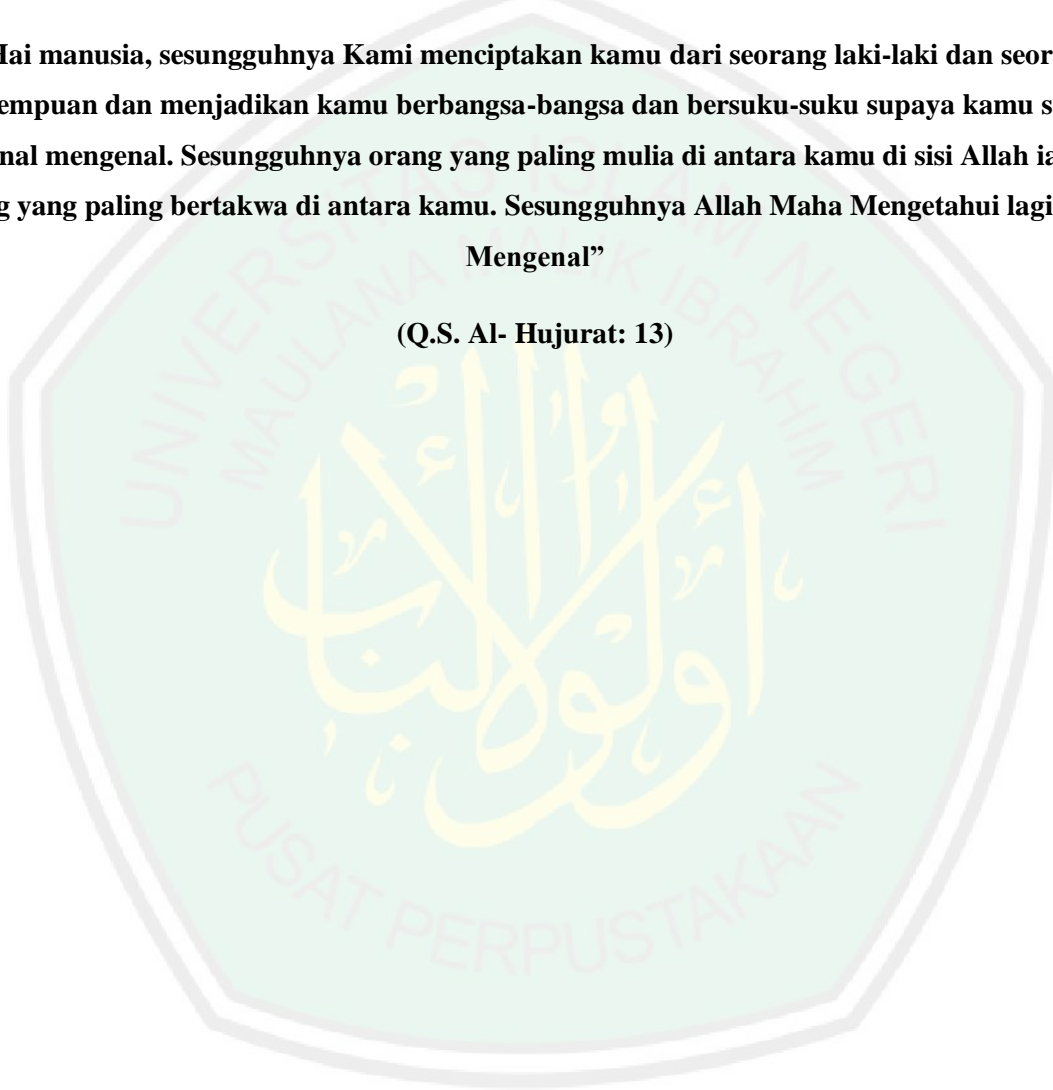 Hai manusia, sesungguhnya Kami menciptakan kamu dari seorang laki-laki dan seor
empuan dan menjadikan kamu berbangsa-bangsa dan bersuku-suku supaya kamu s
nal mengenal. Sesungguhnya orang yang paling mulia di antara kamu di sisi Allah ia
g yang paling bertakwa di antara kamu. Sesungguhnya Allah Maha Mengetahui lagi
Mengenal”
(Q.S. Al- Hujurat: 13)
UNIVERSITAS ISLAM NEGERI
MAULANA MALIK IBRAHIM
أولوا الألباب
PUSAT PERPUSTAKAAN